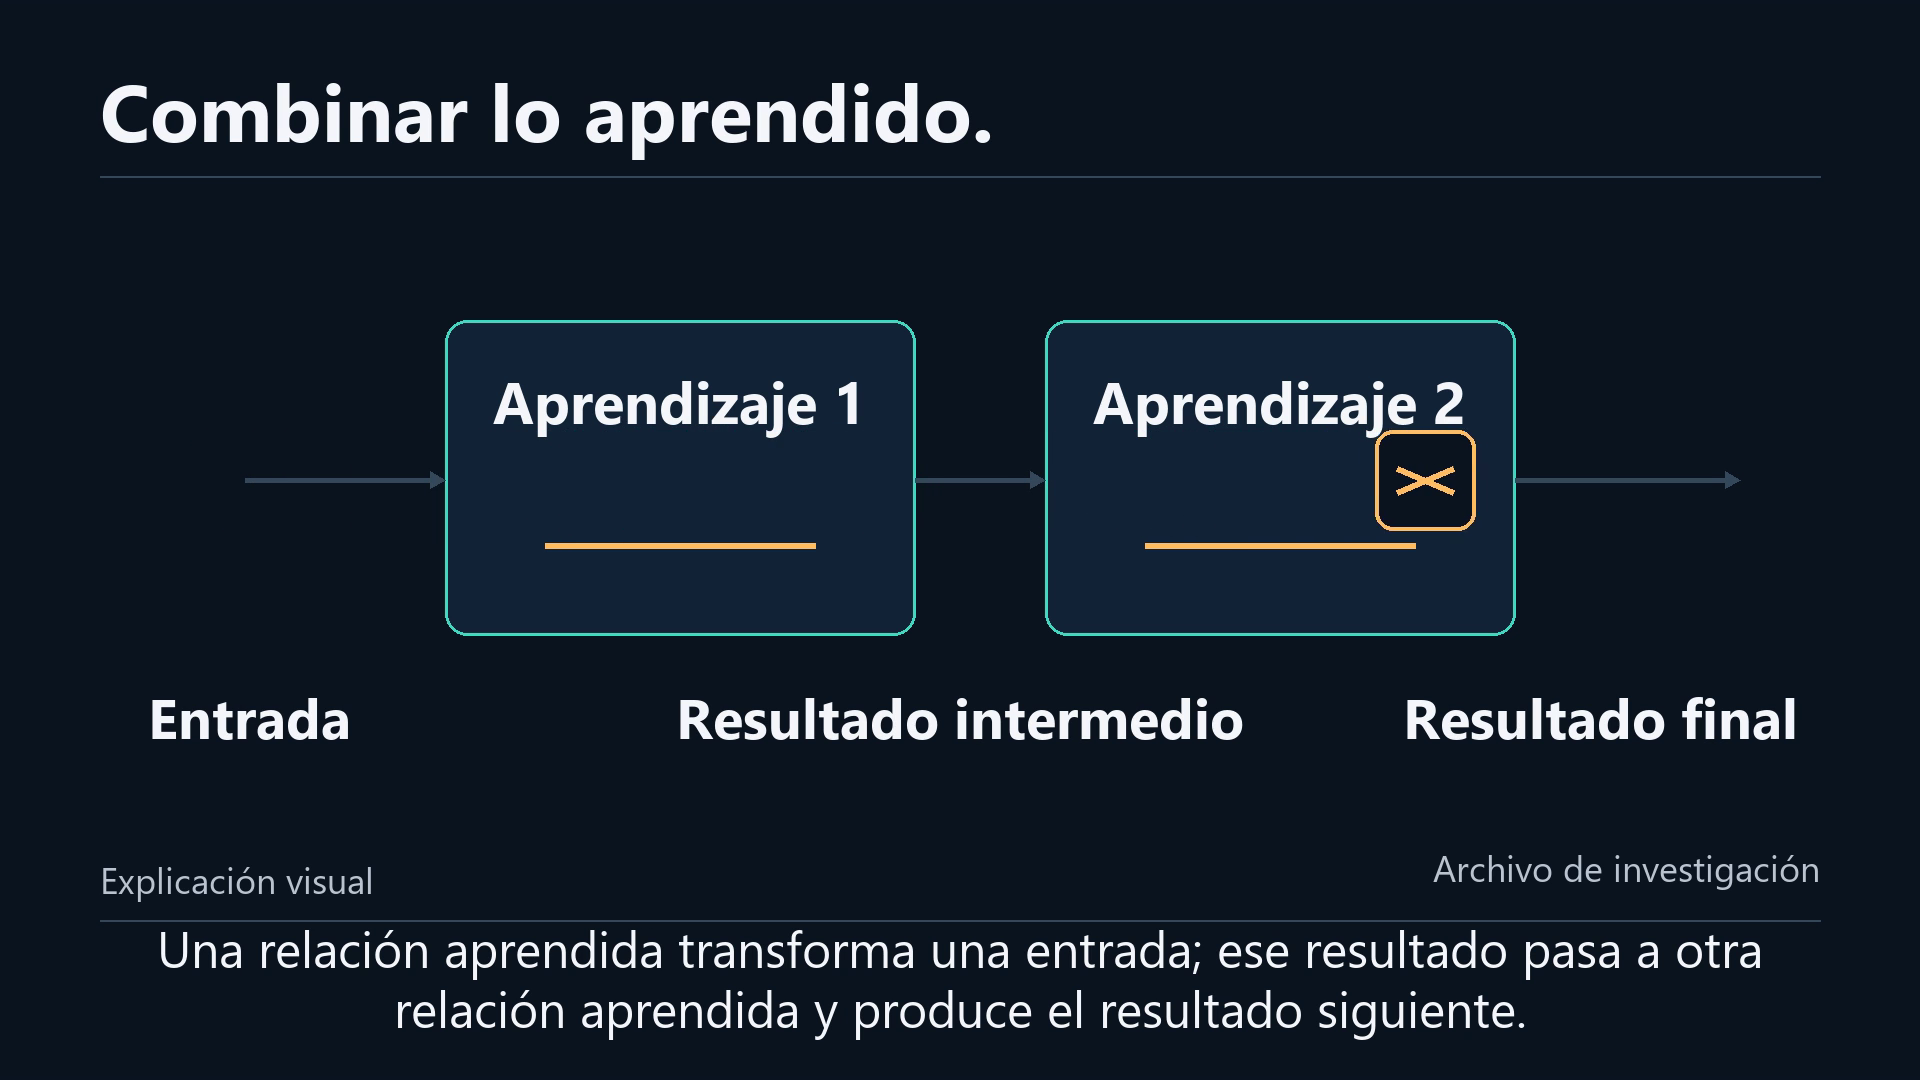 Combinar lo aprendido.
Aprendizaje 1
Aprendizaje 2
Entrada
Resultado intermedio
Resultado final
Explicación visual
Archivo de investigación
Una relación aprendida transforma una entrada; ese resultado pasa a otra
relación aprendida y produce el resultado siguiente.